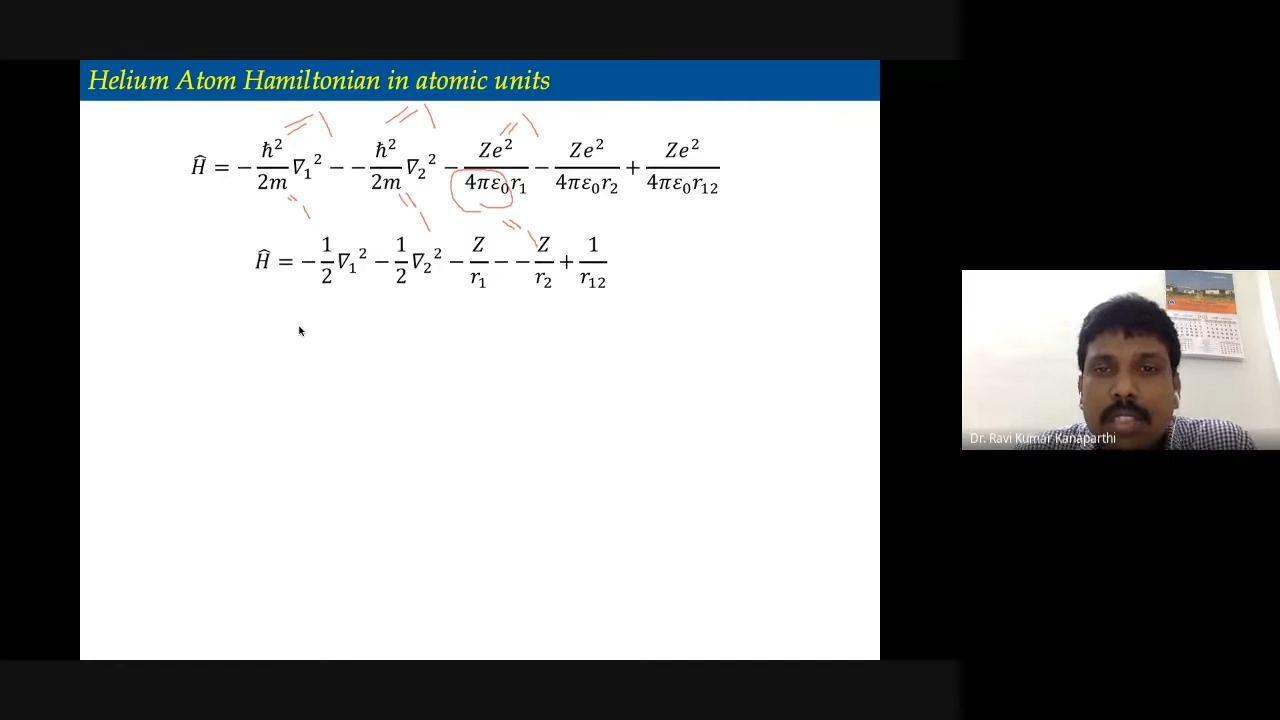 Helium Atom Hamiltonian in atomic units
Ĥ = −ħ²/2m ∇₁² − −ħ²/2m ∇₂² − Ze²/4πε₀r₁ − Ze²/4πε₀r₂ + Ze²/4πε₀r₁₂
Ĥ = −1/2 ∇₁² − 1/2 ∇₂² − Z/r₁ − − Z/r₂ + 1/r₁₂
Dr. Ravi Kumar Kanaparthi